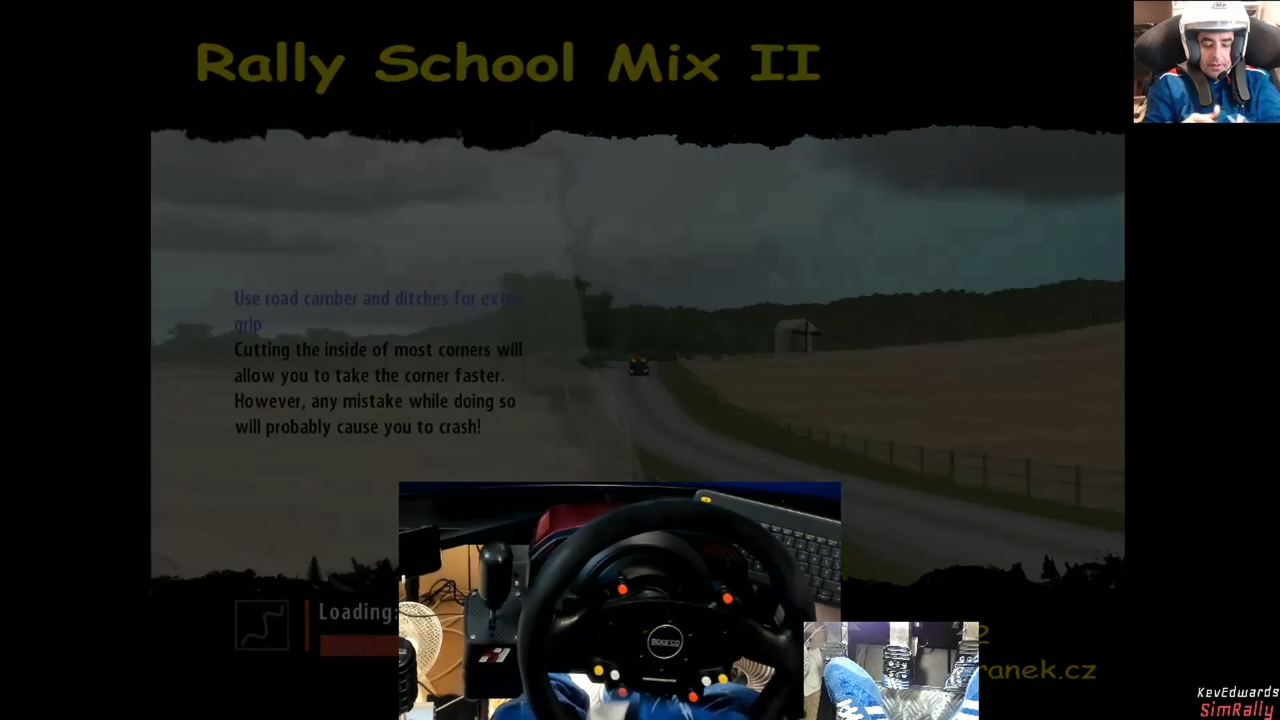 Rally School Mix II
Use road camber and ditches for extra
grip
Cutting the inside of most corners will
allow you to take the corner faster.
However, any mistake while doing so
will probably cause you to crash!
Loading:
sparco
2
ranek.cz
KevEdwards
SimRally